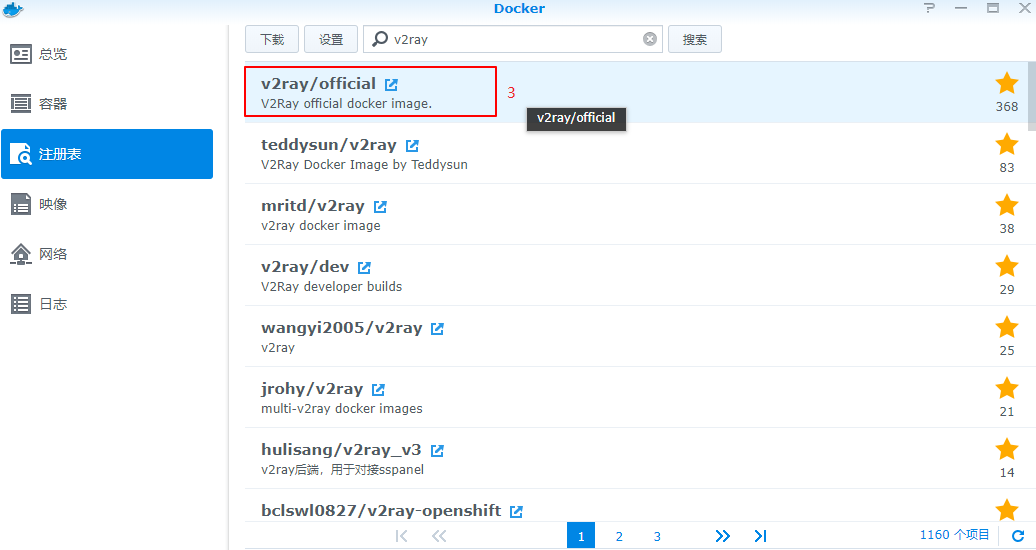 Docker
总览
容器
注册表
映像
网络
日志
下载 设置 v2ray 搜索
v2ray/official
V2Ray official docker image.
3
v2ray/official
368
teddysun/v2ray
V2Ray Docker Image by Teddysun
83
mritd/v2ray
v2ray docker image
38
v2ray/dev
V2Ray developer builds
29
wangyi2005/v2ray
v2ray
25
jrohy/v2ray
multi-v2ray docker images
21
hulisang/v2ray_v3
v2ray后端，用于对接sspanel
14
bclswl0827/v2ray-openshift
1 2 3 1160 个项目